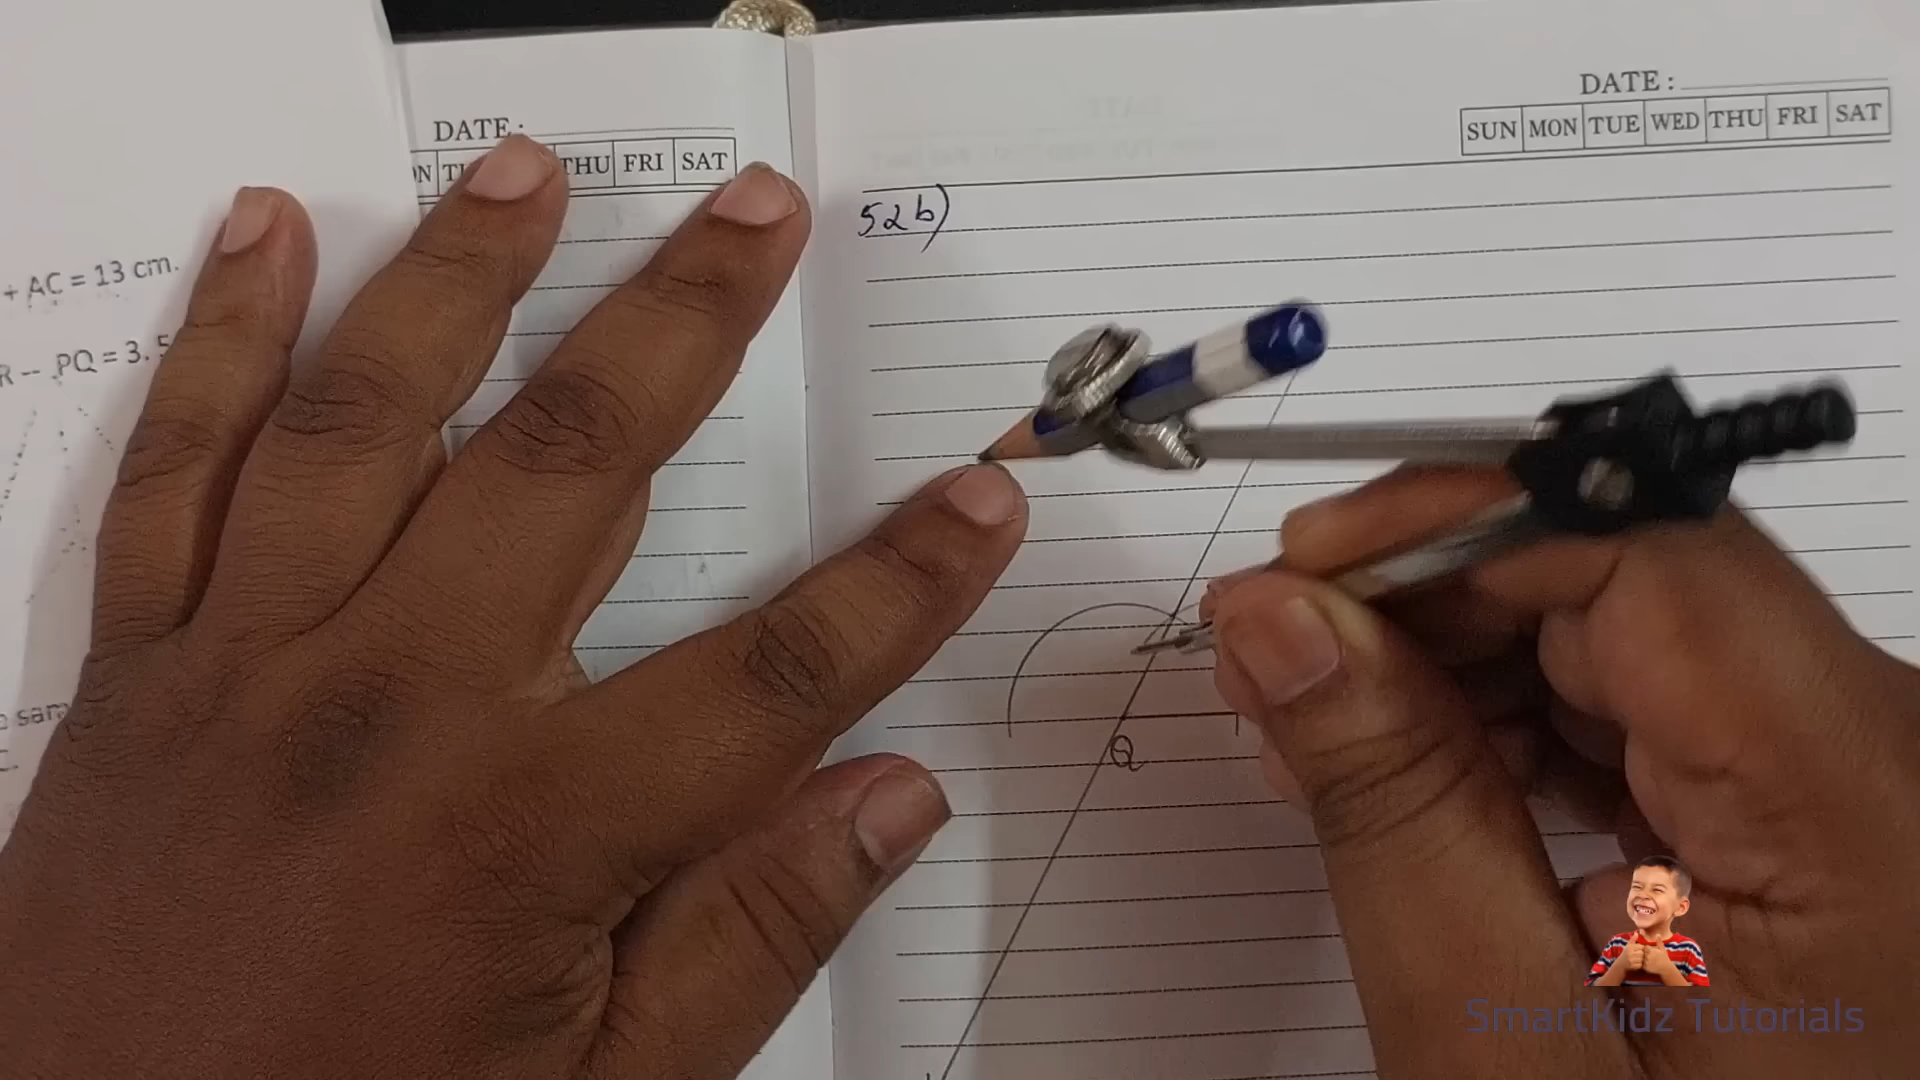 + AC = 13 cm.
PQ = 3.5
sam
C.
DATE :
THU FRI SAT
DATE :
SUN MON TUE WED THU FRI SAT
52b)
Q
SmartKidz Tutorials